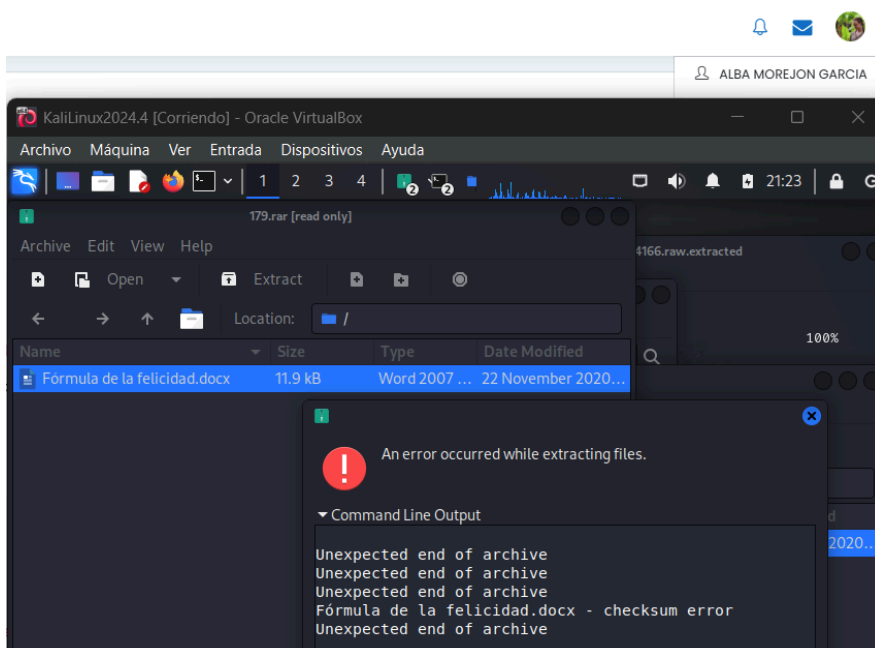 ALBA MOREJON GARCIA
KaliLinux2024.4 [Corriendo] - Oracle VirtualBox
Archivo Máquina Ver Entrada Dispositivos Ayuda
1 2 3 4 2 2 21:23 G
179.rar [read only]
4166.raw.extracted
Archive Edit View Help
Open Extract
Location: /
100%
Name Size Type Date Modified
Fórmula de la felicidad.docx 11.9 kB Word 2007 ... 22 November 2020...
An error occurred while extracting files.
Command Line Output
d
2020...
Unexpected end of archive
Unexpected end of archive
Unexpected end of archive
Fórmula de la felicidad.docx - checksum error
Unexpected end of archive